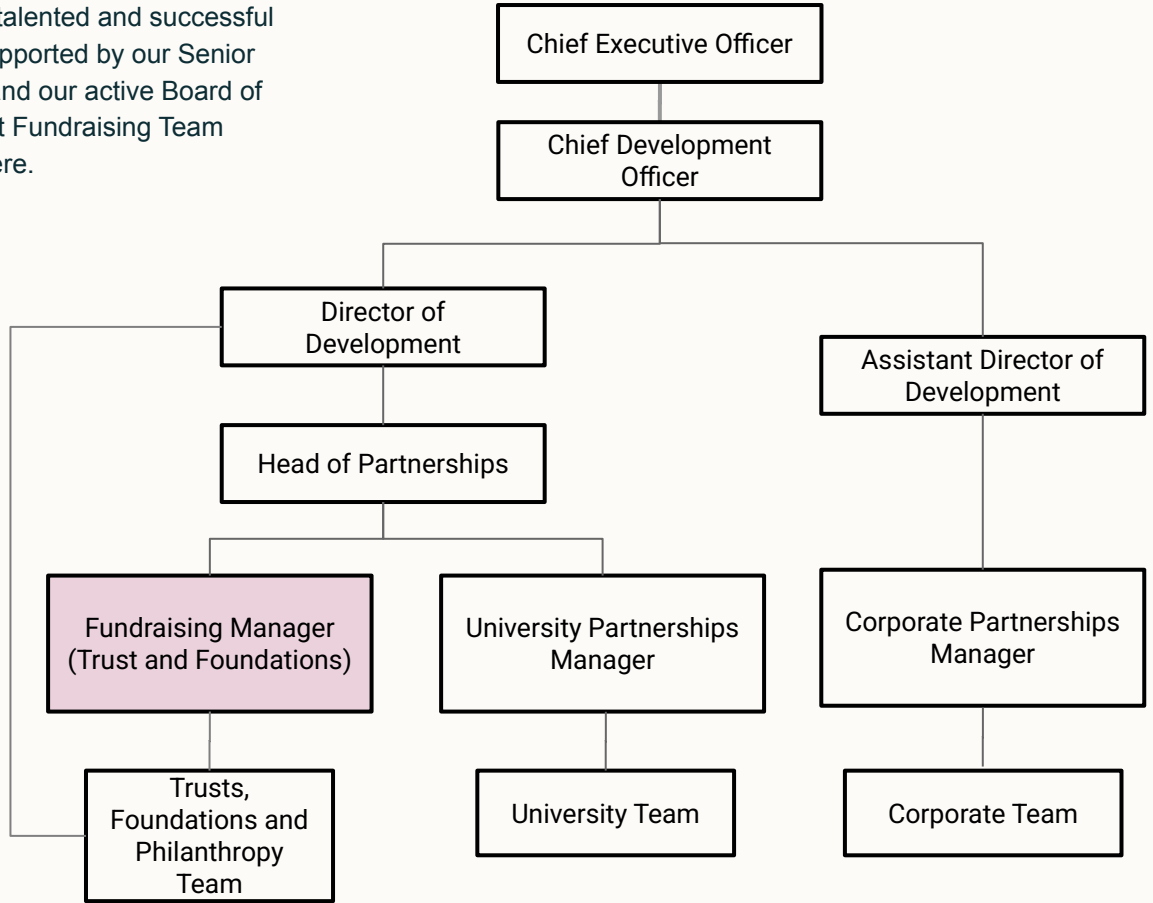 talented and successful
pported by our Senior
and our active Board of
t Fundraising Team
ere.
Chief Executive Officer
Chief Development
Officer
Director of
Development
Assistant Director of
Development
Head of Partnerships
Fundraising Manager
(Trust and Foundations)
University Partnerships
Manager
Corporate Partnerships
Manager
Trusts,
Foundations and
Philanthropy
Team
University Team
Corporate Team